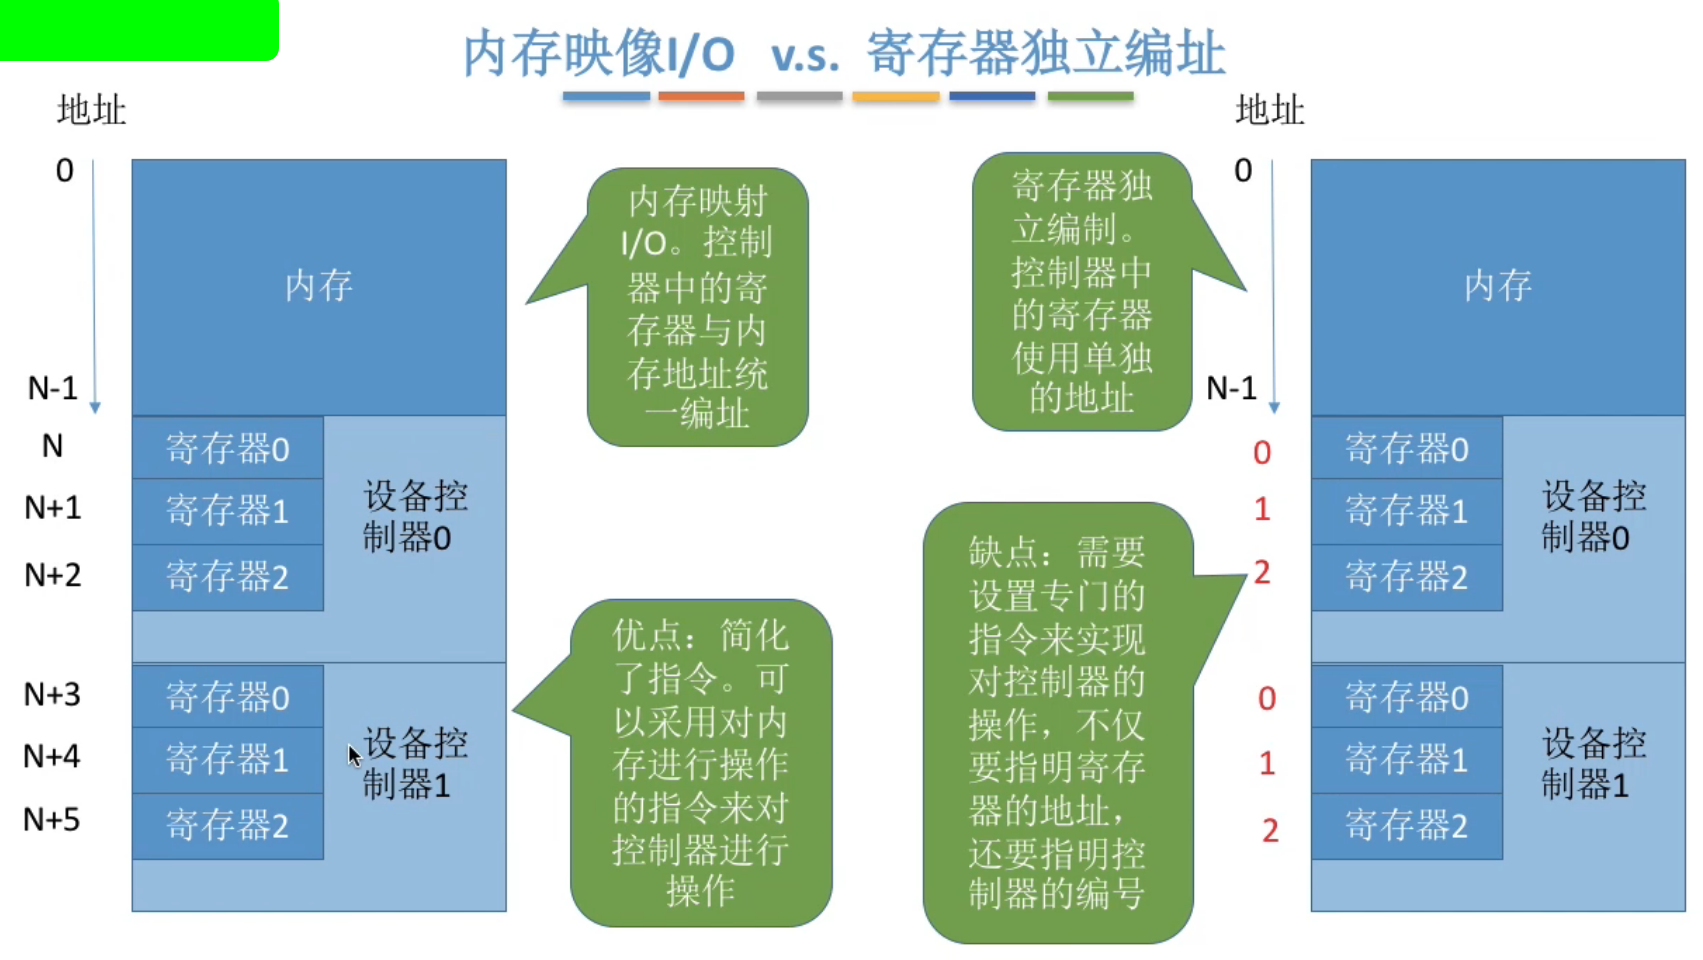 内存映像I/O v.s. 寄存器独立编址
地址
0
N-1
N
N+1
N+2
N+3
N+4
N+5
内存
寄存器0
寄存器1
寄存器2
设备控
制器0
寄存器0
寄存器1
寄存器2
设备控
制器1
内存映射
I/O。控制
器中的寄
存器与内
存地址统
一编址
优点：简化
了指令。可
以采用对内
存进行操作
的指令来对
控制器进行
操作
寄存器独
立编制。
控制器中
的寄存器
使用单独
的地址
缺点：需要
设置专门的
指令来实现
对控制器的
操作，不仅
要指明寄存
器的地址，
还要指明控
制器的编号
地址
0
N-1
0
1
2
0
1
2
内存
寄存器0
寄存器1
寄存器2
设备控
制器0
寄存器0
寄存器1
寄存器2
设备控
制器1